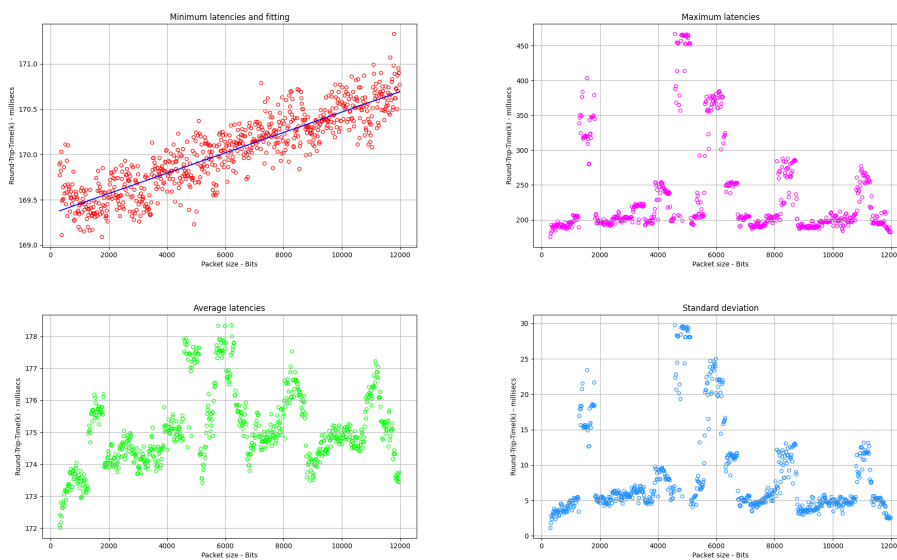 Minimum latencies and fitting
Round-Trip-Time(k) - millisecs
171.0
170.5
170.0
169.5
169.0
0 2000 4000 6000 8000 10000 12000
Packet size - Bits
Maximum latencies
Round-Trip-Time(k) - millisecs
450
400
350
300
250
200
0 2000 4000 6000 8000 10000 1200
Packet size - Bits
Average latencies
Round-Trip-Time(k) - millisecs
178
177
176
175
174
173
172
0 2000 4000 6000 8000 10000 12000
Packet size - Bits
Standard deviation
Round-Trip-Time(k) - millisecs
30
25
20
15
10
5
0
0 2000 4000 6000 8000 10000 1200
Packet size - Bits